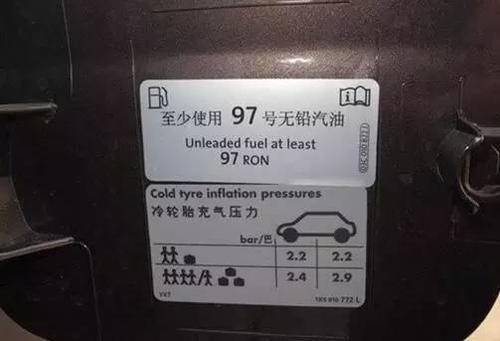 至少使用 97 号无铅汽油
Unleaded fuel at least
97 RON
Cold tyre inflation pressures
冷轮胎充气压力
bar/巴
2.2 2.2
2.4 2.9